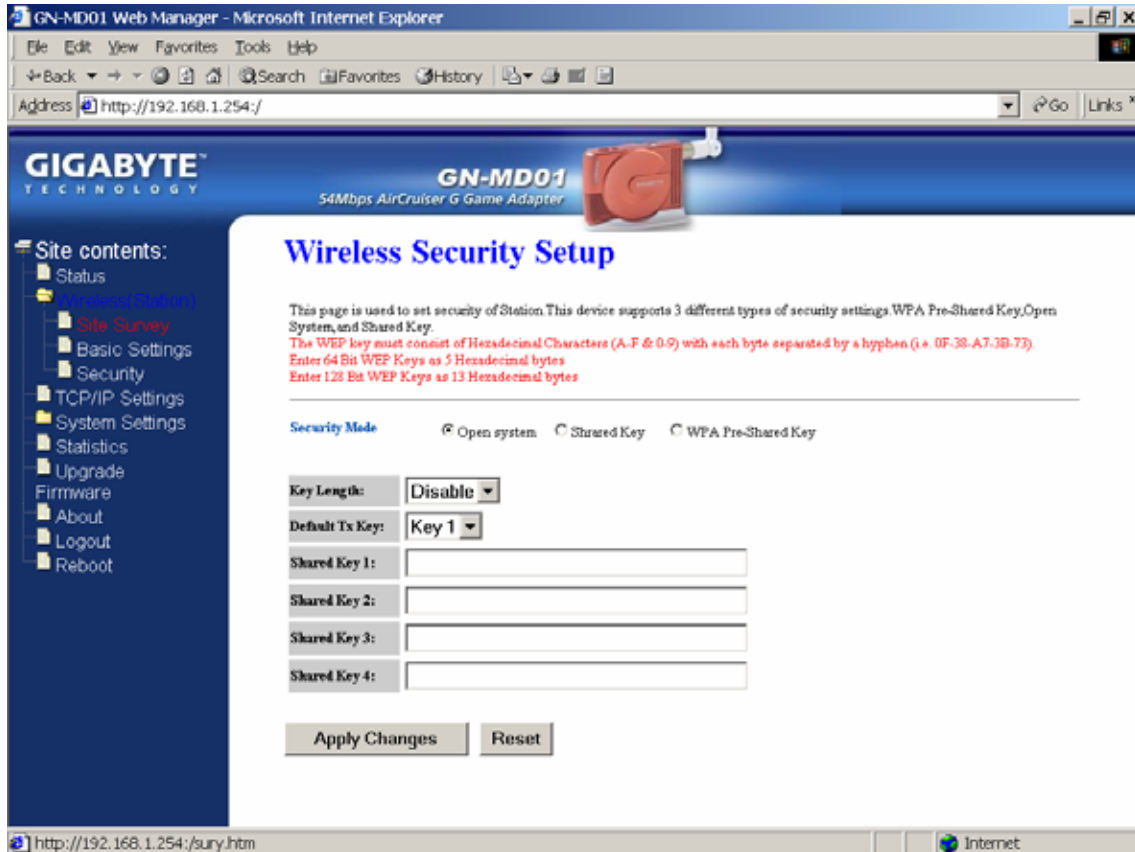 GN-MD01 Web Manager - Microsoft Internet Explorer
File Edit View Favorites Tools Help
Back Search Favorites History
Address http://192.168.1.254:/ Go Links
GIGABYTE™
TECHNOLOGY
GN-MD01
54Mbps AirCruiser G Game Adapter
Site contents:
Status
Wireless(Station)
Site Survey
Basic Settings
Security
TCP/IP Settings
System Settings
Statistics
Upgrade
Firmware
About
Logout
Reboot
Wireless Security Setup
This page is used to set security of Station.This device supports 3 different types of security settings.WPA Pre-Shared Key,Open
System,and Shared Key.
The WEP key must consist of Hexadecimal Characters (A-F & 0-9) with each byte separated by a hyphen (i.e. 0F-38-A7-3B-73).
Enter 64 Bit WEP Keys as 5 Hexadecimal bytes
Enter 128 Bit WEP Keys as 13 Hexadecimal bytes
Security Mode Open system Shrared Key WPA Pre-Shared Key
Key Length: Disable
Default Tx Key: Key 1
Shared Key 1:
Shared Key 2:
Shared Key 3:
Shared Key 4:
Apply Changes Reset
http://192.168.1.254:/sury.htm Internet